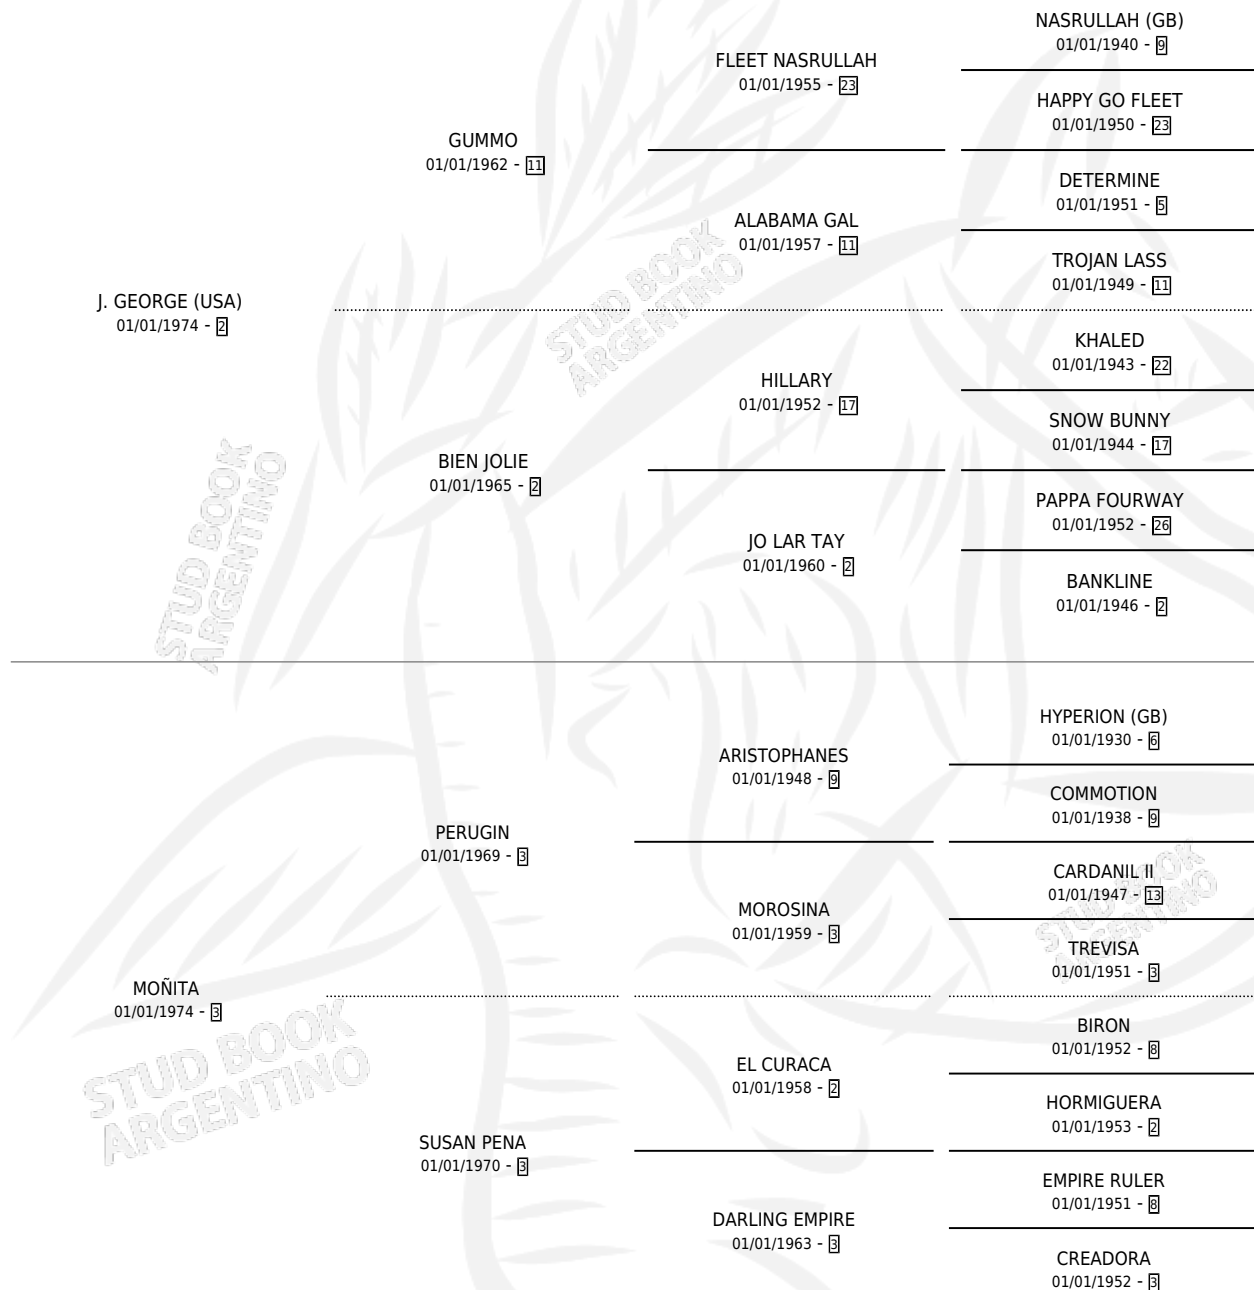 NASRULLAH (GB)
01/01/1940 - 9
FLEET NASRULLAH
01/01/1955 - 23
HAPPY GO FLEET
01/01/1950 - 23
GUMMO
01/01/1962 - 11
DETERMINE
01/01/1951 - 5
ALABAMA GAL
01/01/1957 - 11
TROJAN LASS
01/01/1949 - 11
J. GEORGE (USA)
01/01/1974 - 2
KHALED
01/01/1943 - 22
HILLARY
01/01/1952 - 17
SNOW BUNNY
01/01/1944 - 17
BIEN JOLIE
01/01/1965 - 2
PAPPA FOURWAY
01/01/1952 - 26
JO LAR TAY
01/01/1960 - 2
BANKLINE
01/01/1946 - 2
HYPERION (GB)
01/01/1930 - 6
ARISTOPHANES
01/01/1948 - 9
COMMOTION
01/01/1938 - 9
PERUGIN
01/01/1969 - 3
CARDANIL II
01/01/1947 - 13
MOROSINA
01/01/1959 - 3
TREVISA
01/01/1951 - 3
MOÑITA
01/01/1974 - 3
BIRON
01/01/1952 - 8
EL CURACA
01/01/1958 - 2
HORMIGUERA
01/01/1953 - 2
SUSAN PENA
01/01/1970 - 3
EMPIRE RULER
01/01/1951 - 8
DARLING EMPIRE
01/01/1963 - 3
CREADORA
01/01/1952 - 3
STUD BOOK
ARGENTINO
STUD BOOK
ARGENTINO
STUD BOOK
ARGENTINO
STUD BOOK
ARGENTINO